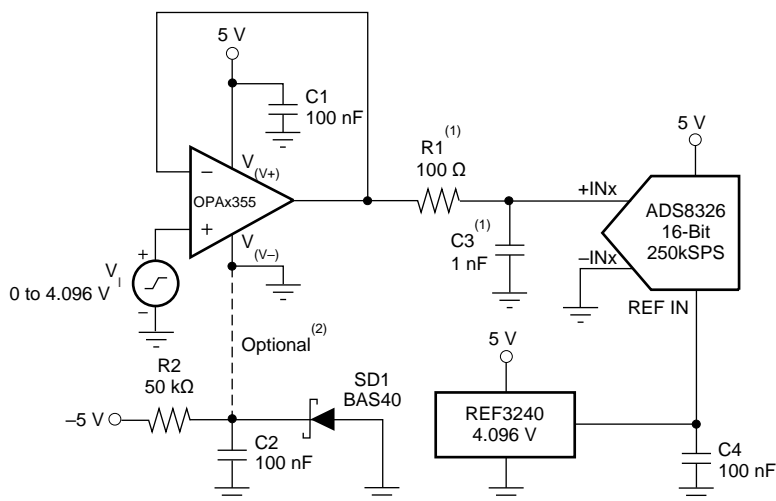 5 V
C1
100 nF
V(V+)
−
OPAx355
+
V(V–)
+
VI
−
0 to 4.096 V
R1(1)
100 Ω
C3(1)
1 nF
5 V
+INx
ADS8326
16-Bit
250kSPS
–INx
REF IN
Optional(2)
R2
50 kΩ
–5 V
SD1
BAS40
C2
100 nF
5 V
REF3240
4.096 V
C4
100 nF